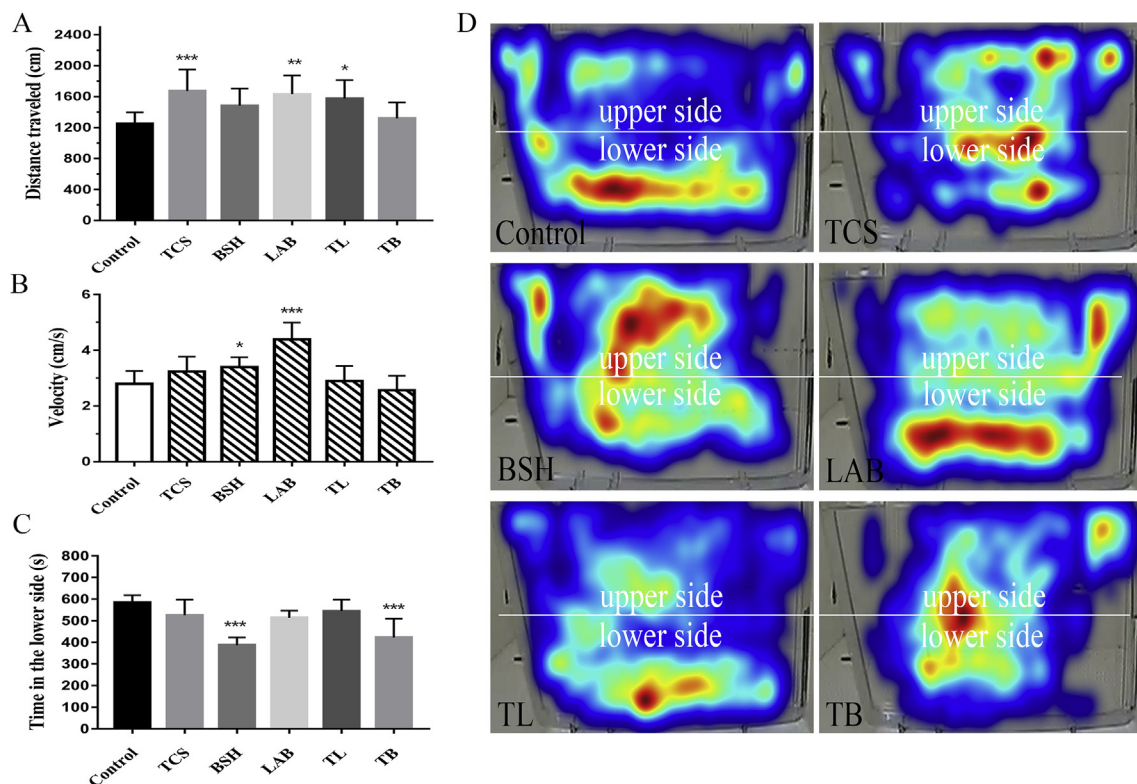 A
Distance traveled (cm)
2400
2000
1600
1200
800
400
0
***
**
*
Control
TCS
BSH
LAB
TL
TB
B
Velocity (cm/s)
6
4
2
0
*
***
Control
TCS
BSH
LAB
TL
TB
C
Time in the lower side (s)
800
700
600
500
400
300
200
100
0
***
***
Control
TCS
BSH
LAB
TL
TB
D
upper side
lower side
Control
upper side
lower side
TCS
upper side
lower side
BSH
upper side
lower side
LAB
upper side
lower side
TL
upper side
lower side
TB